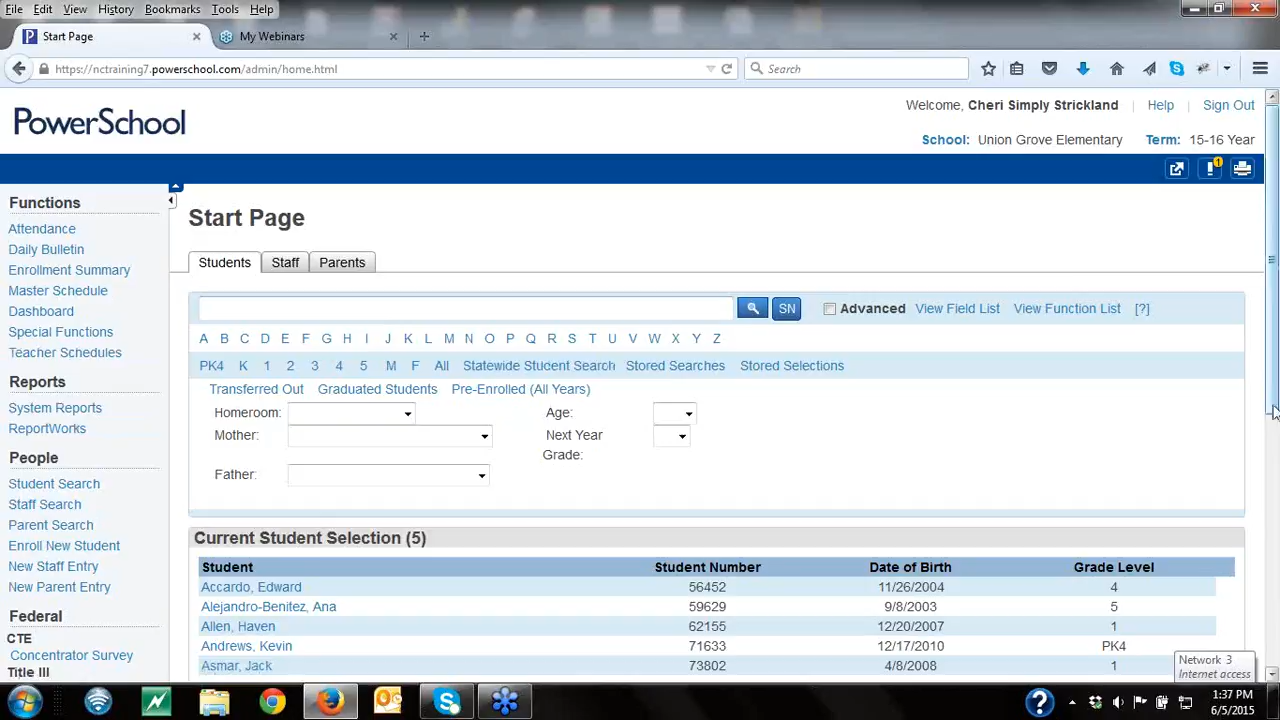 File Edit View History Bookmarks Tools Help
Start Page × My Webinars × +
https://nctraining7.powerschool.com/admin/home.html Search
PowerSchool
Welcome, Cheri Simply Strickland Help Sign Out
School: Union Grove Elementary Term: 15-16 Year
Functions
Attendance
Daily Bulletin
Enrollment Summary
Master Schedule
Dashboard
Special Functions
Teacher Schedules
Reports
System Reports
ReportWorks
People
Student Search
Staff Search
Parent Search
Enroll New Student
New Staff Entry
New Parent Entry
Federal
CTE
Concentrator Survey
Title III
Start Page
Students Staff Parents
SN Advanced View Field List View Function List [?]
A B C D E F G H I J K L M N O P Q R S T U V W X Y Z
PK4 K 1 2 3 4 5 M F All Statewide Student Search Stored Searches Stored Selections
Transferred Out Graduated Students Pre-Enrolled (All Years)
Homeroom: Age:
Mother: Next Year
Grade:
Father:
Current Student Selection (5)
Student Student Number Date of Birth Grade Level
Accardo, Edward 56452 11/26/2004 4
Alejandro-Benitez, Ana 59629 9/8/2003 5
Allen, Haven 62155 12/20/2007 1
Andrews, Kevin 71633 12/17/2010 PK4
Asmar, Jack 73802 4/8/2008 1
Network 3
Internet access
1:37 PM
6/5/2015